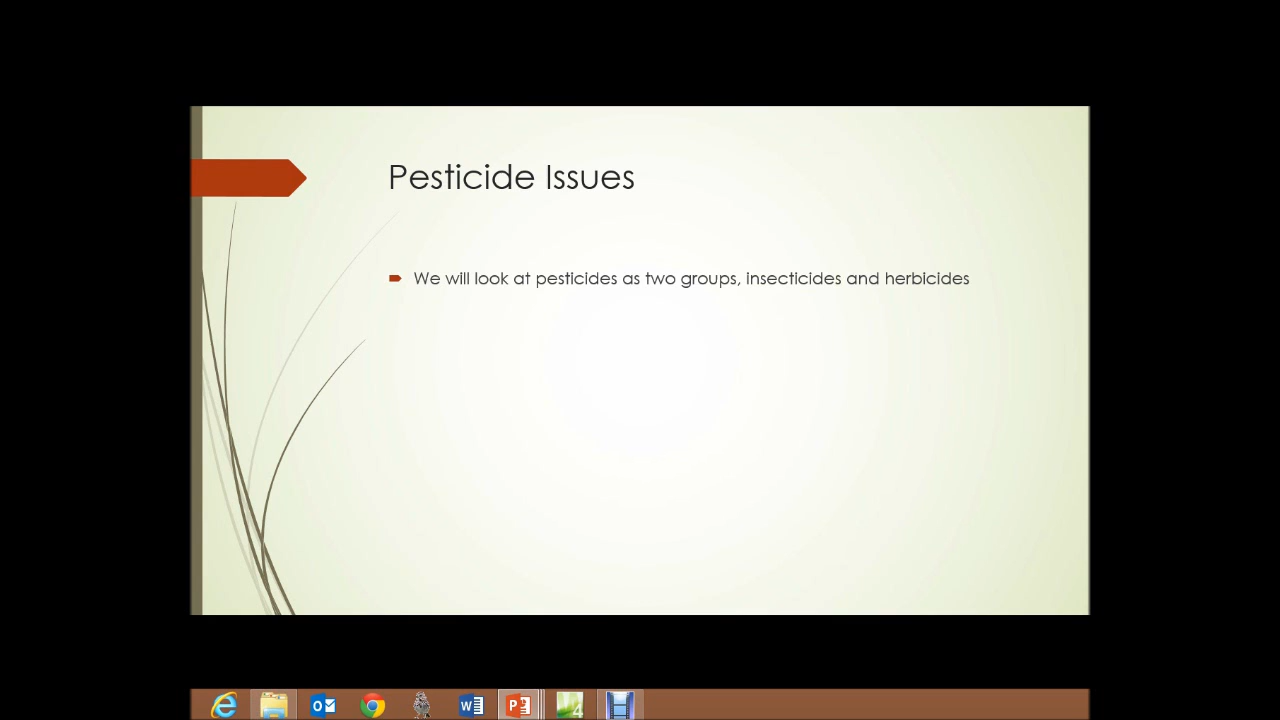 Pesticide Issues
We will look at pesticides as two groups, insecticides and herbicides